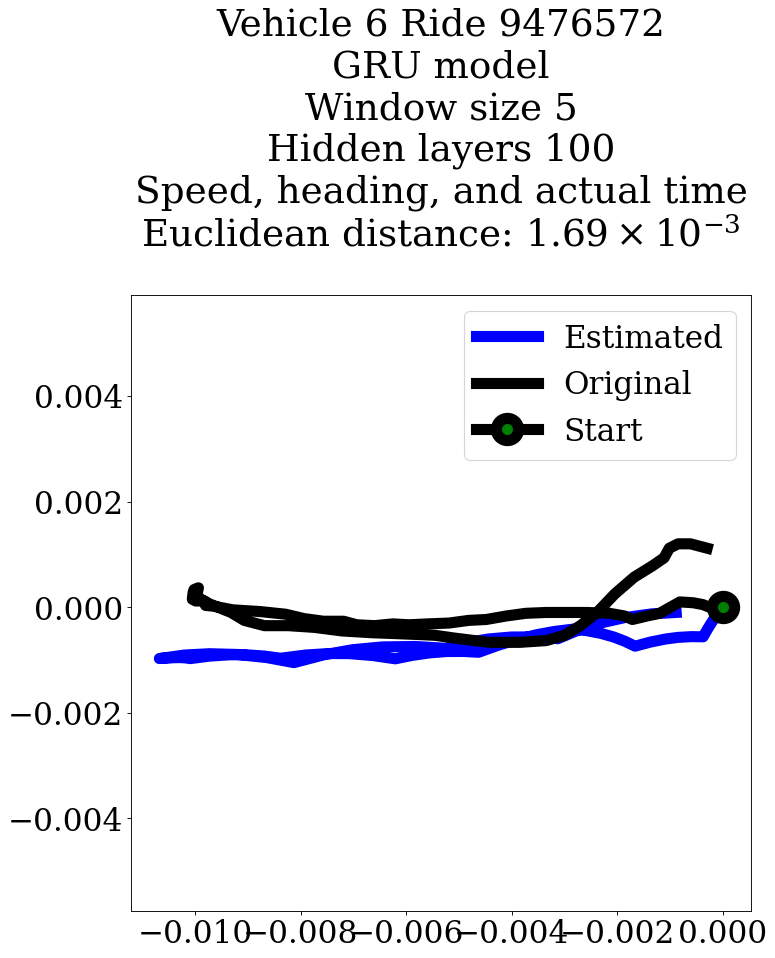 Vehicle 6 Ride 9476572
GRU model
Window size 5
Hidden layers 100
Speed, heading, and actual time
Euclidean distance: 1.69 × 10⁻³
Estimated
Original
Start
0.004
0.002
0.000
−0.002
−0.004
−0.010 −0.008 −0.006 −0.004 −0.002 0.000